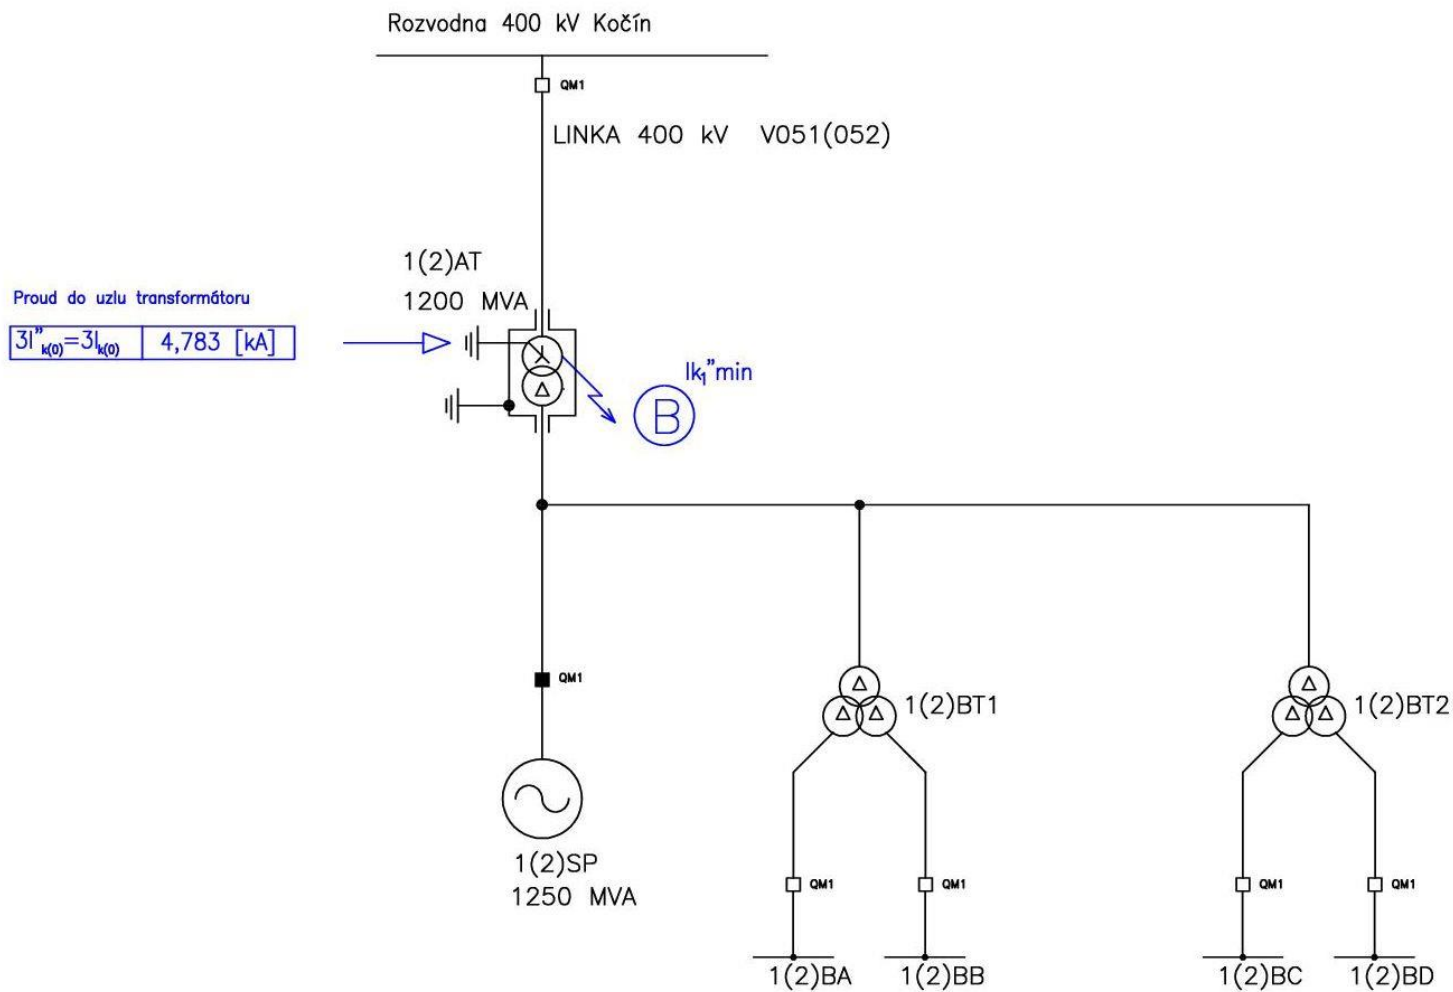 Rozvodna 400 kV Kočín
QM1
LINKA 400 kV V051(052)
1(2)AT
1200 MVA
Proud do uzlu transformátoru
3I"k(0)=3Ik(0) 4,783 [kA]
Ik1"min
B
QM1
1(2)BT1
1(2)BT2
1(2)SP
1250 MVA
QM1 QM1 QM1 QM1
1(2)BA 1(2)BB 1(2)BC 1(2)BD